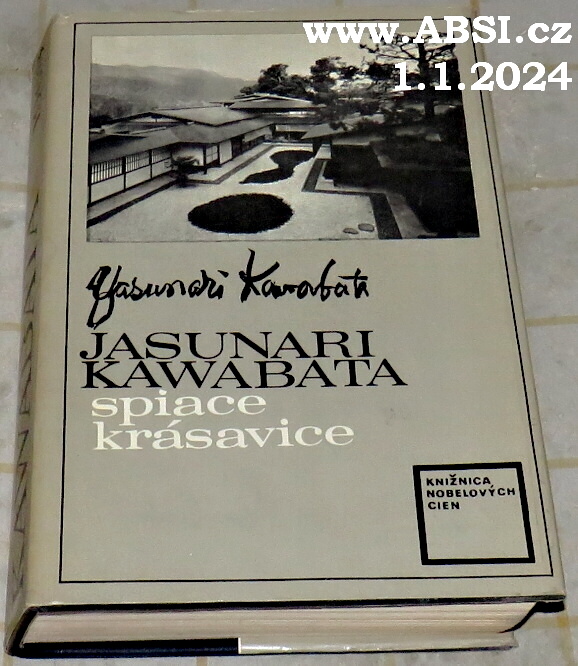 www.ABSI.cz
1.1.2024
Yasunari Kawabata
JASUNARI
KAWABATA
spiace
krásavice
KNIŽNICA
NOBELOVÝCH
CIEN